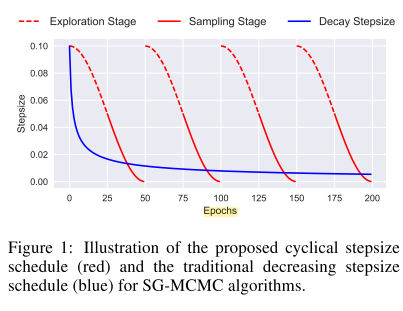 Exploration Stage Sampling Stage Decay Stepsize
0.10
0.08
0.06
0.04
0.02
0.00
Stepsize
0 25 50 75 100 125 150 175 200
Epochs
Figure 1: Illustration of the proposed cyclical stepsize
schedule (red) and the traditional decreasing stepsize
schedule (blue) for SG-MCMC algorithms.